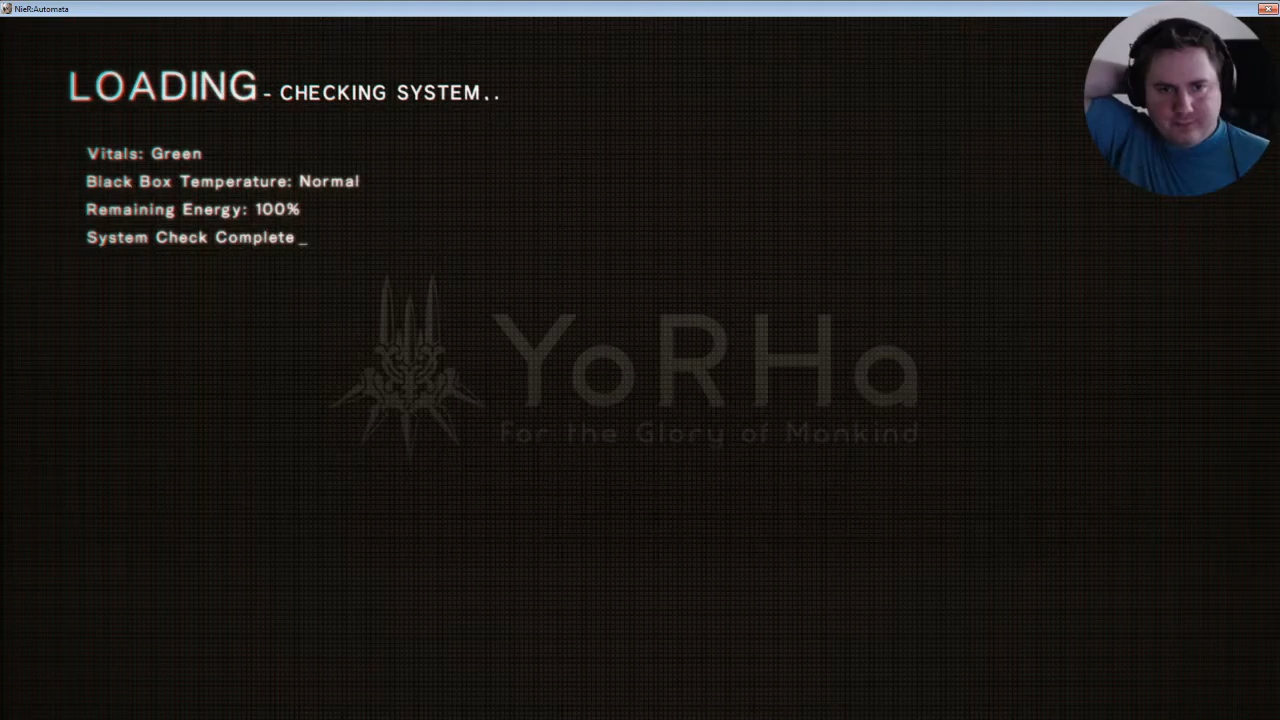 NieR:Automata
LOADING - CHECKING SYSTEM..
Vitals: Green
Black Box Temperature: Normal
Remaining Energy: 100%
System Check Complete _
YoRHa
For the Glory of Mankind